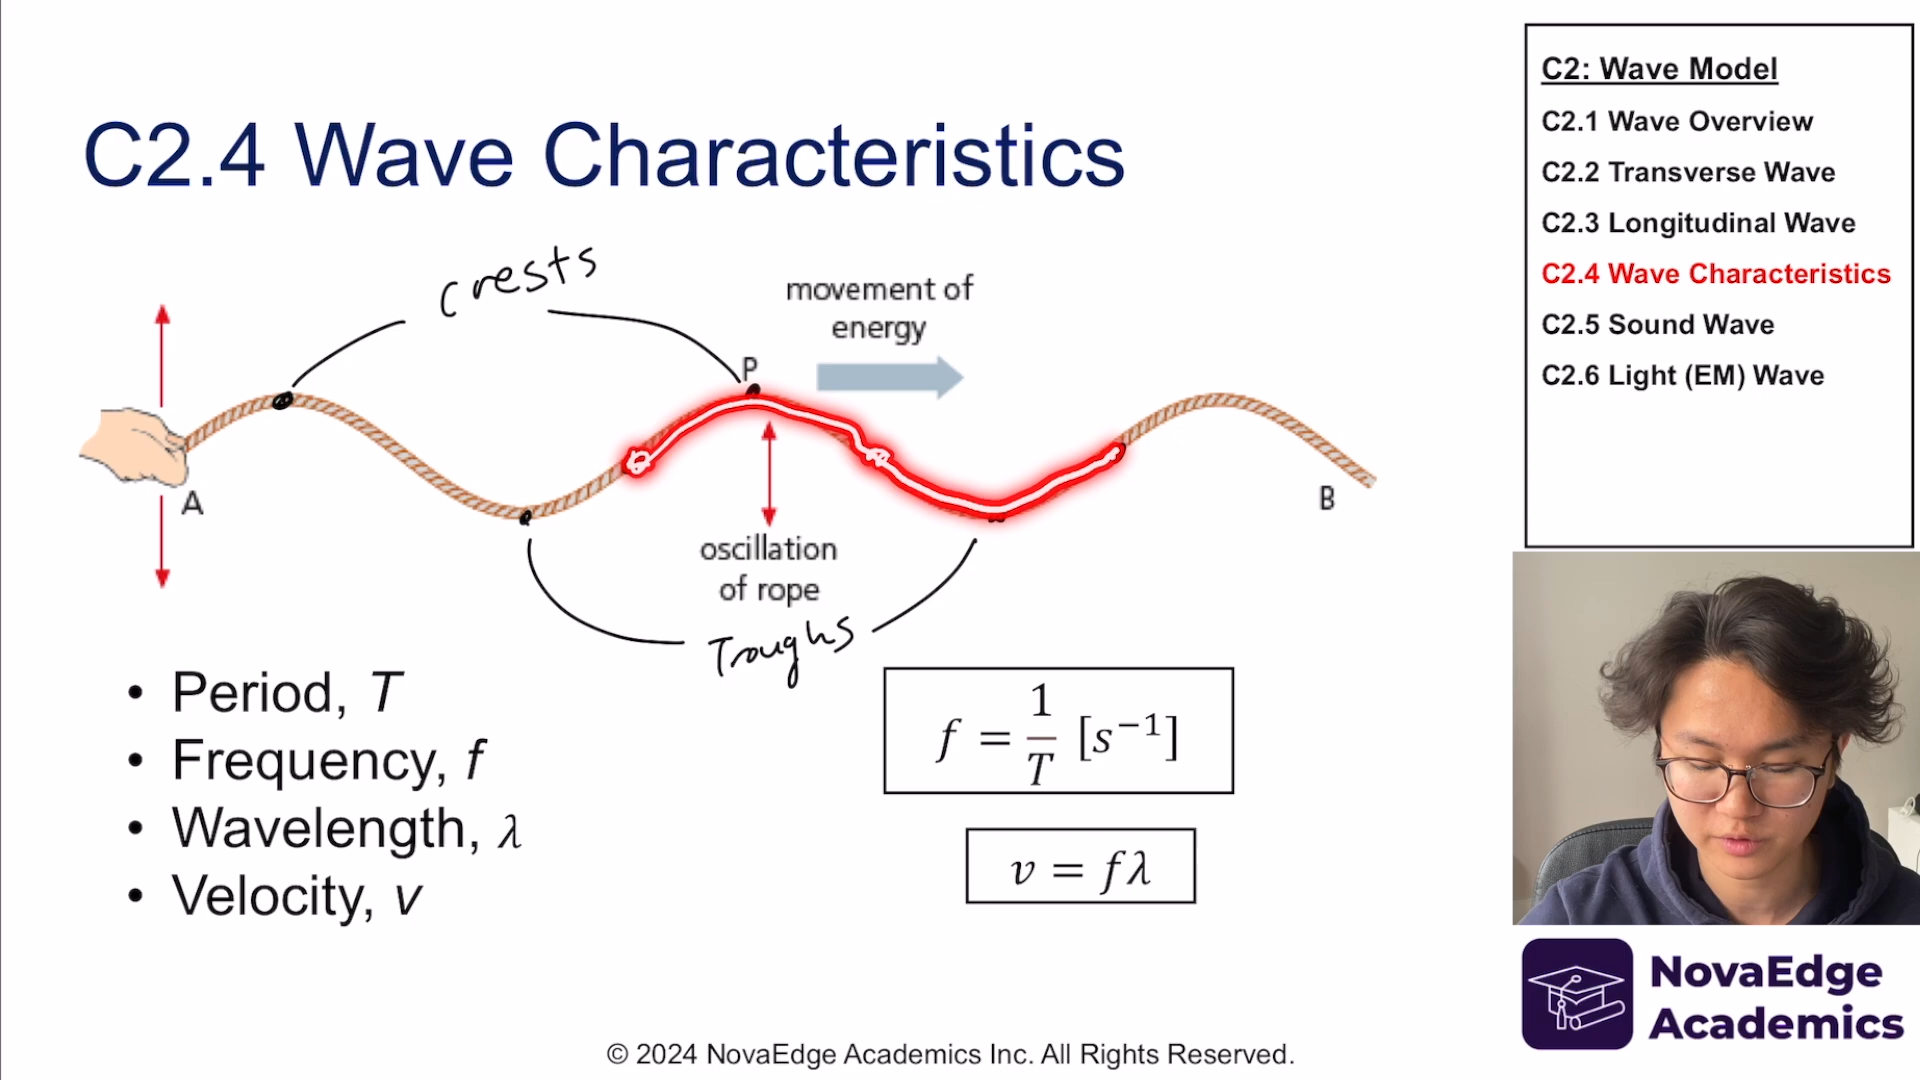 C2.4 Wave Characteristics
crests
movement of
energy
P
A
B
oscillation
of rope
Troughs
• Period, T
• Frequency, f
• Wavelength, λ
• Velocity, v
f = 1/T [s⁻¹]
v = fλ
© 2024 NovaEdge Academics Inc. All Rights Reserved.
C2: Wave Model
C2.1 Wave Overview
C2.2 Transverse Wave
C2.3 Longitudinal Wave
C2.4 Wave Characteristics
C2.5 Sound Wave
C2.6 Light (EM) Wave
NovaEdge
Academics